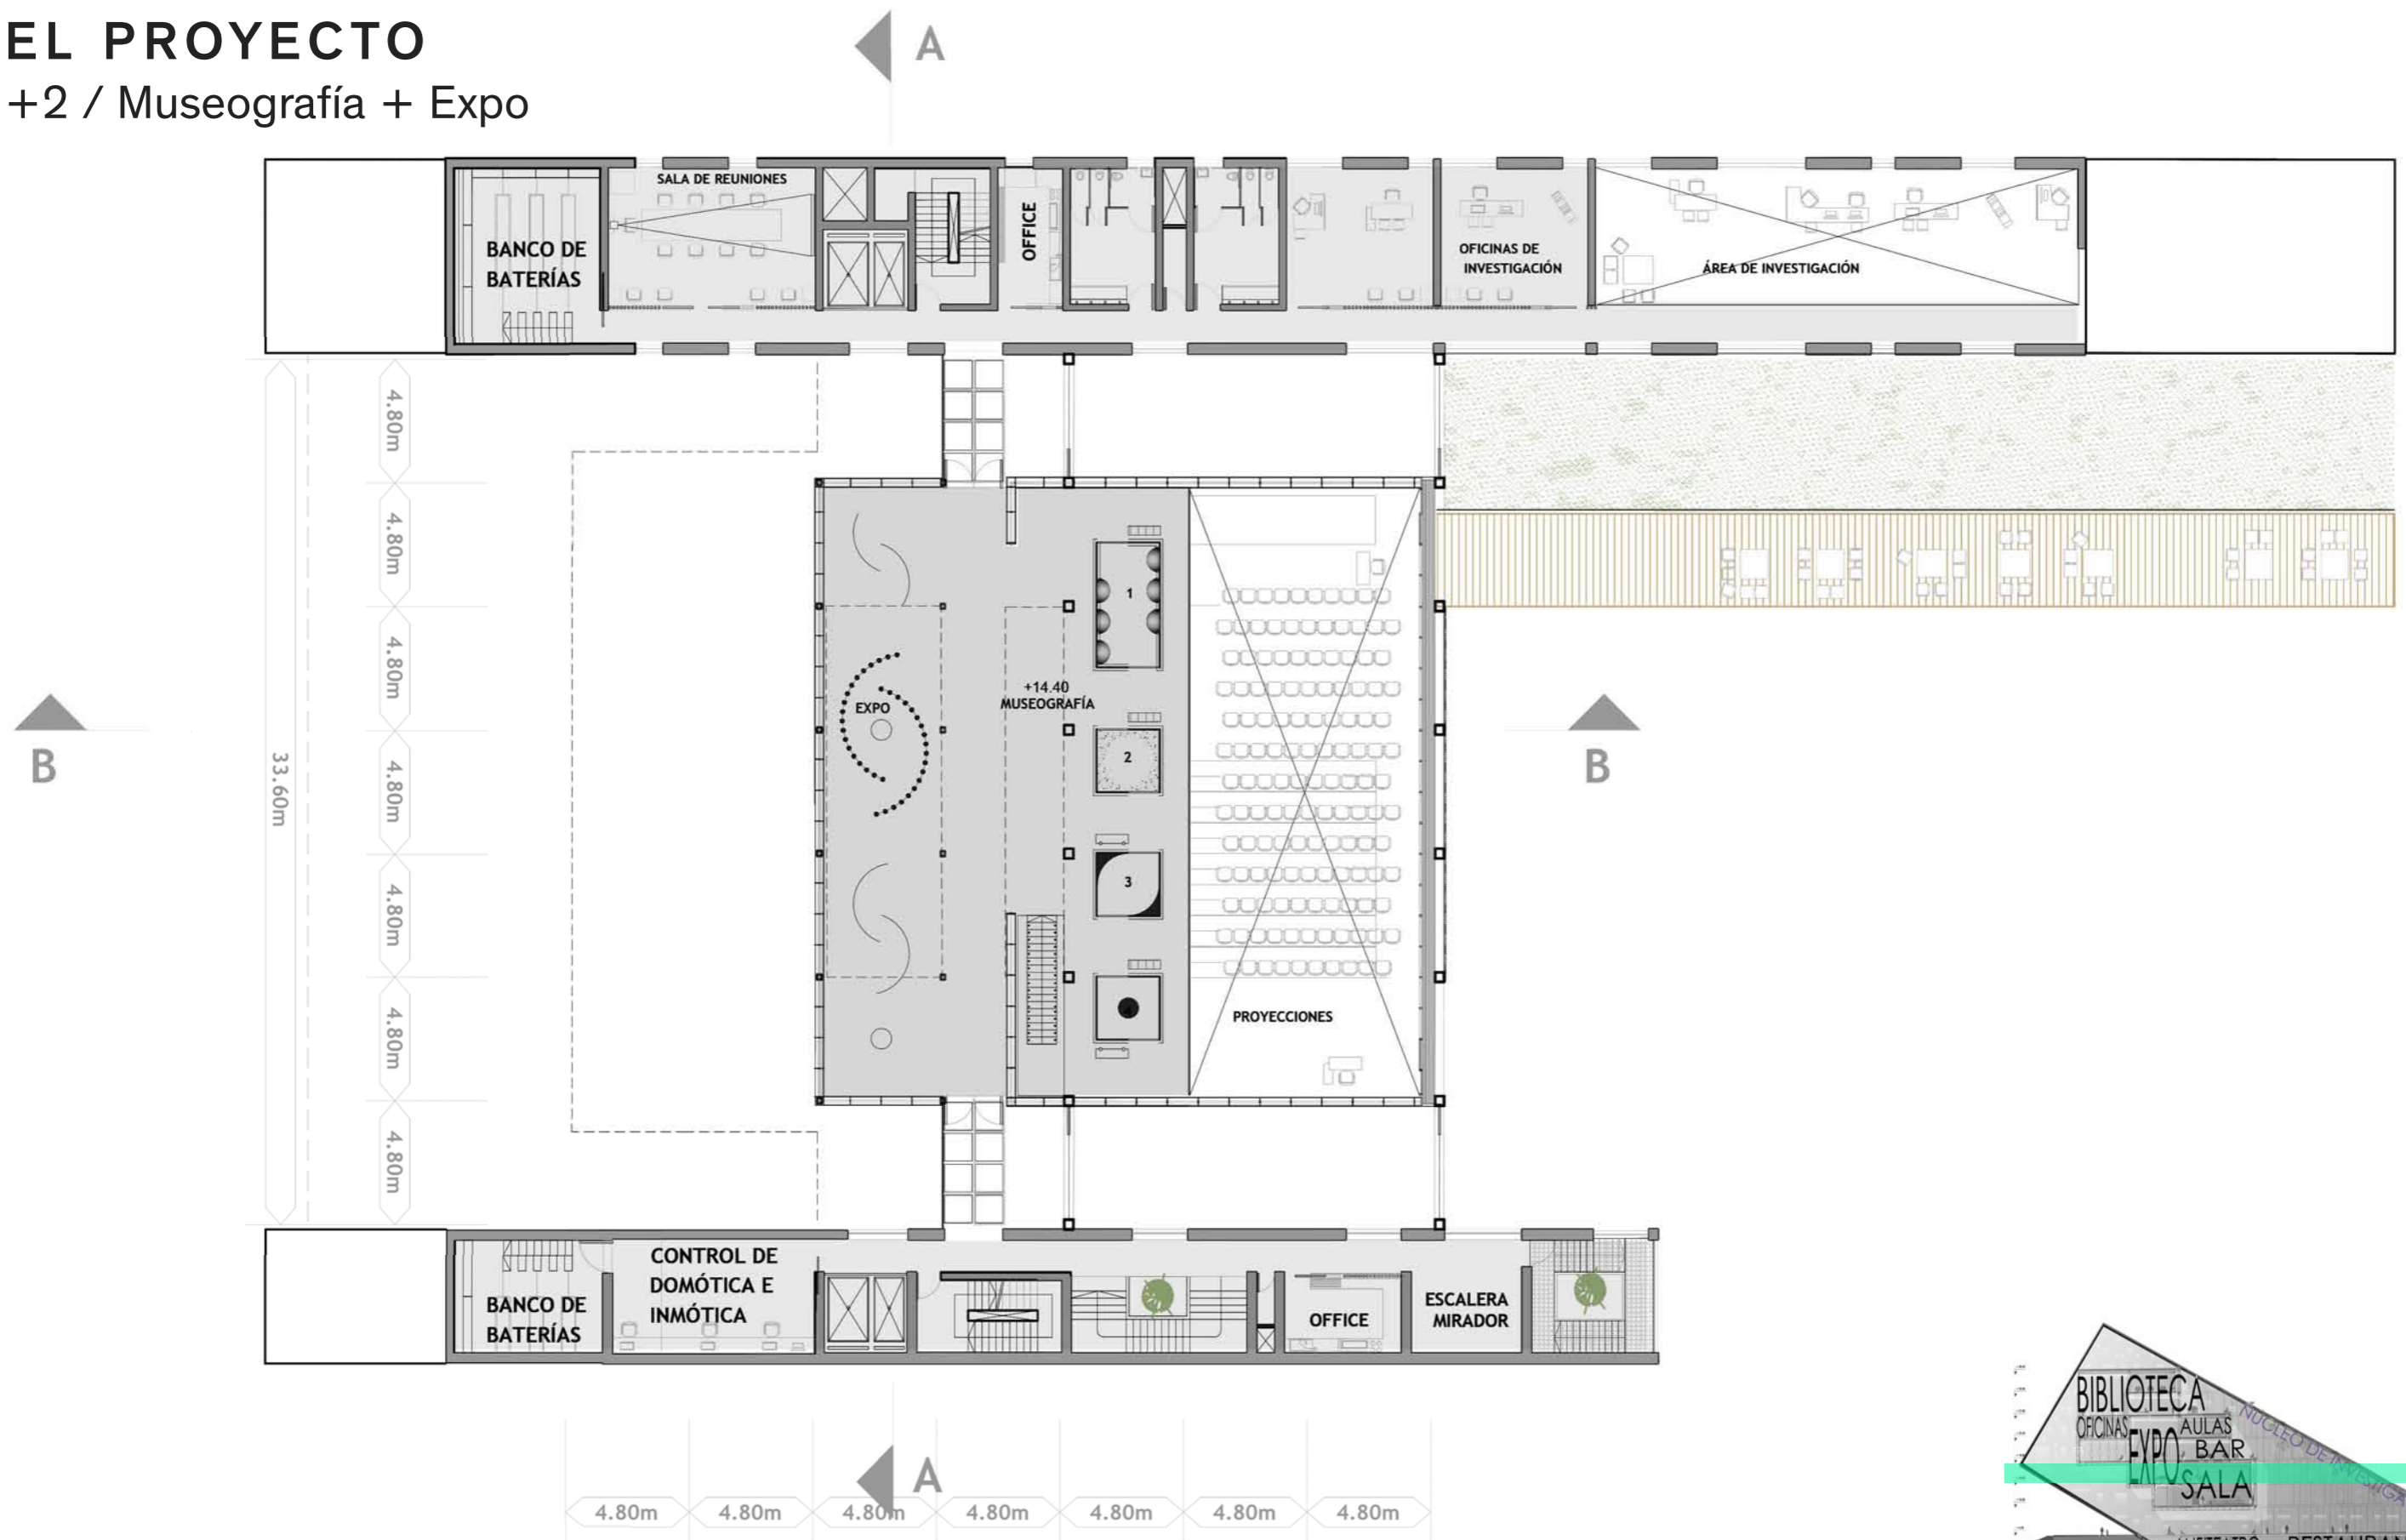 EL PROYECTO
+2 / Museografía + Expo
A
SALA DE REUNIONES
BANCO DE
BATERÍAS
OFFICE
OFICINAS DE
INVESTIGACIÓN
ÁREA DE INVESTIGACIÓN
4.80m
4.80m
4.80m
4.80m
4.80m
4.80m
4.80m
33.60m
B
B
1
+14.40
MUSEOGRAFÍA
EXPO
2
3
PROYECCIONES
CONTROL DE
DOMÓTICA E
INMÓTICA
BANCO DE
BATERÍAS
OFFICE
ESCALERA
MIRADOR
A
4.80m
4.80m
4.80m
4.80m
4.80m
4.80m
4.80m
BIBLIOTECA
OFICINAS
AULAS
EXPO
BAR
SALA
NÚCLEO DE